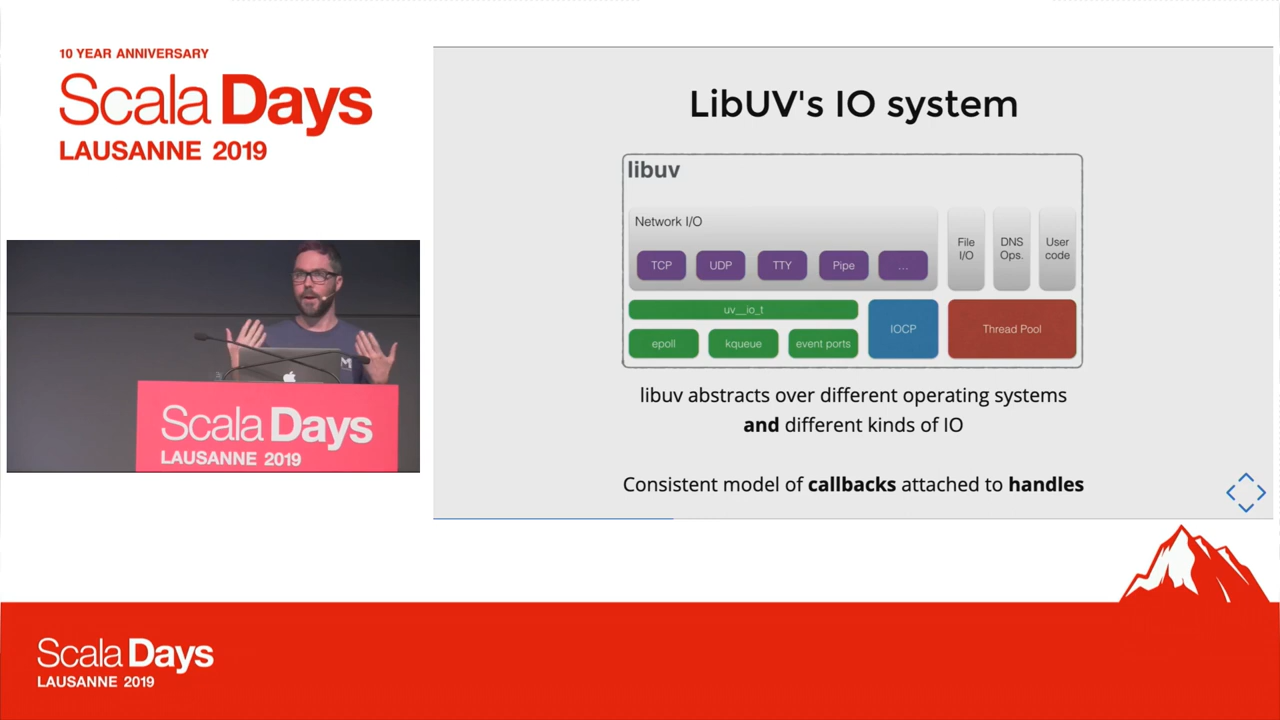 10 YEAR ANNIVERSARY
Scala Days
LAUSANNE 2019
LibUV's IO system
libuv
Network I/O
TCP
UDP
TTY
Pipe
...
File
I/O
DNS
Ops.
User
code
uv__io_t
epoll
kqueue
event ports
IOCP
Thread Pool
libuv abstracts over different operating systems
and different kinds of IO
Consistent model of callbacks attached to handles
M
Scala Days
LAUSANNE 2019
Scala Days
LAUSANNE 2019